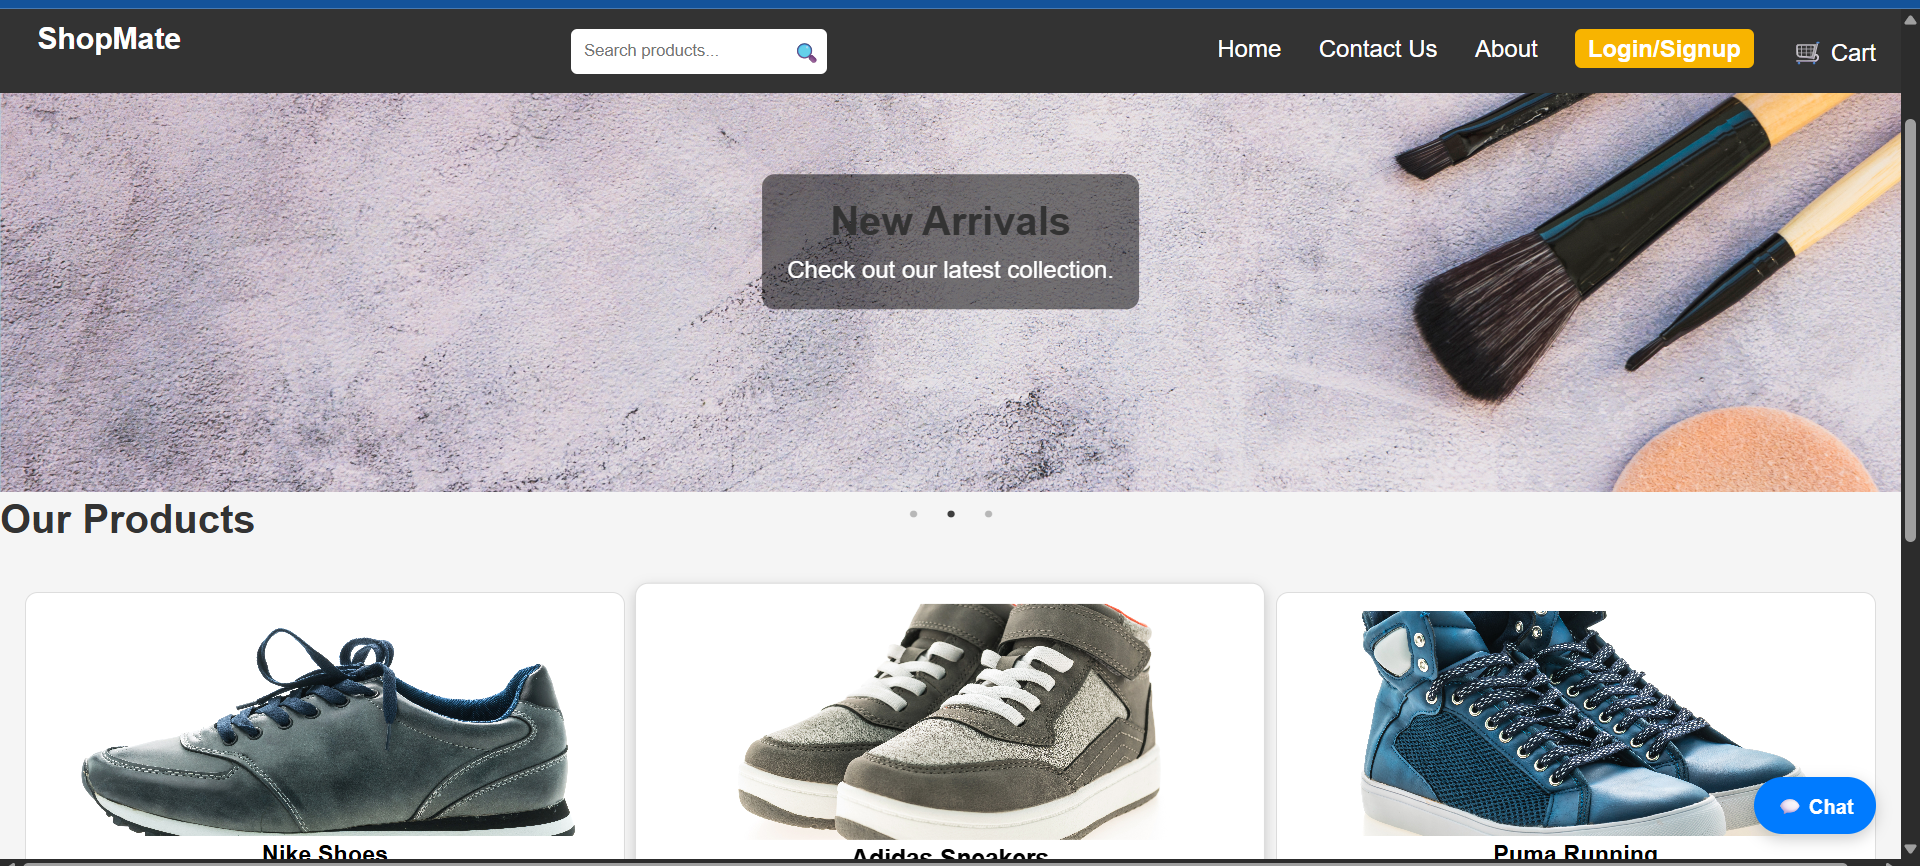 ShopMate
Search products...
Home
Contact Us
About
Login/Signup
Cart
New Arrivals
Check out our latest collection.
Our Products
Nike Shoes
Adidas Sneakers
Puma Running
Chat